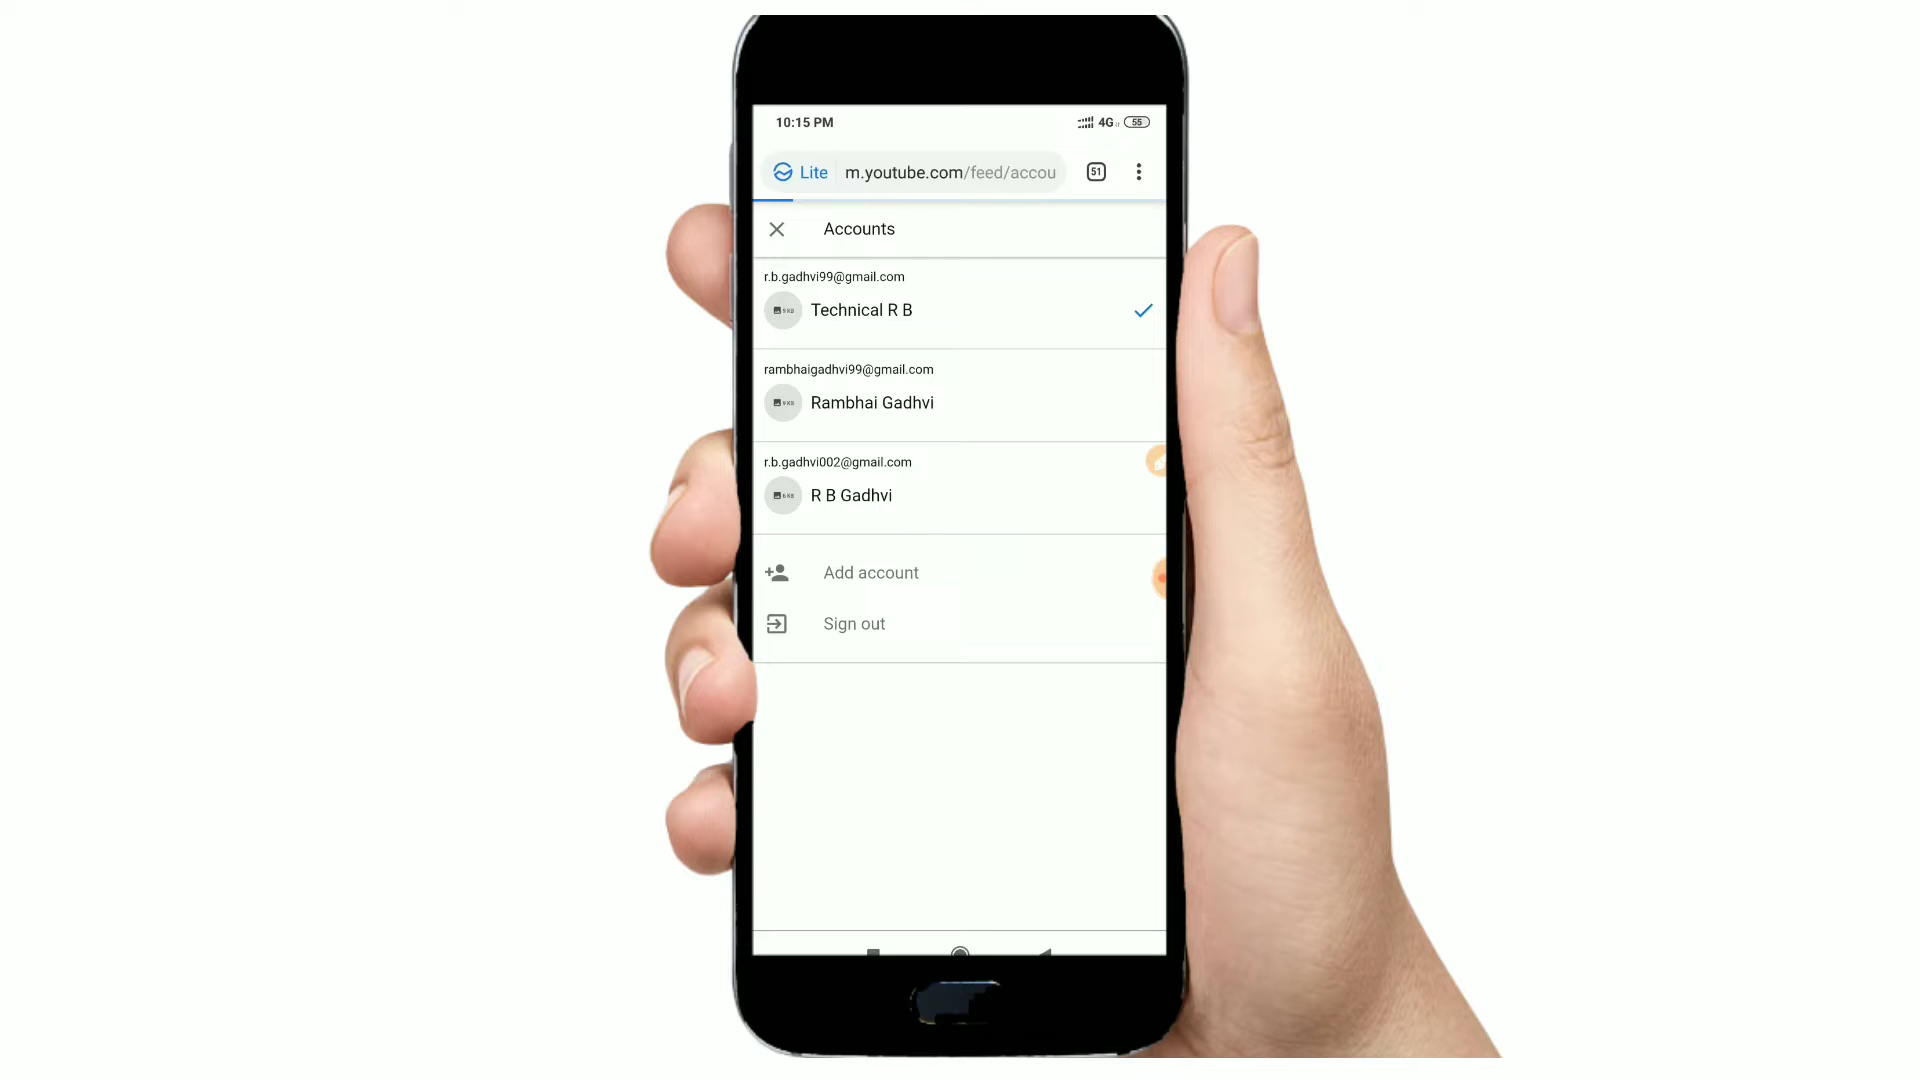 10:15 PM 4G 55
Lite m.youtube.com/feed/accou 51
Accounts
r.b.gadhvi99@gmail.com
Technical R B
rambhaigadhvi99@gmail.com
Rambhai Gadhvi
r.b.gadhvi002@gmail.com
R B Gadhvi
Add account
Sign out